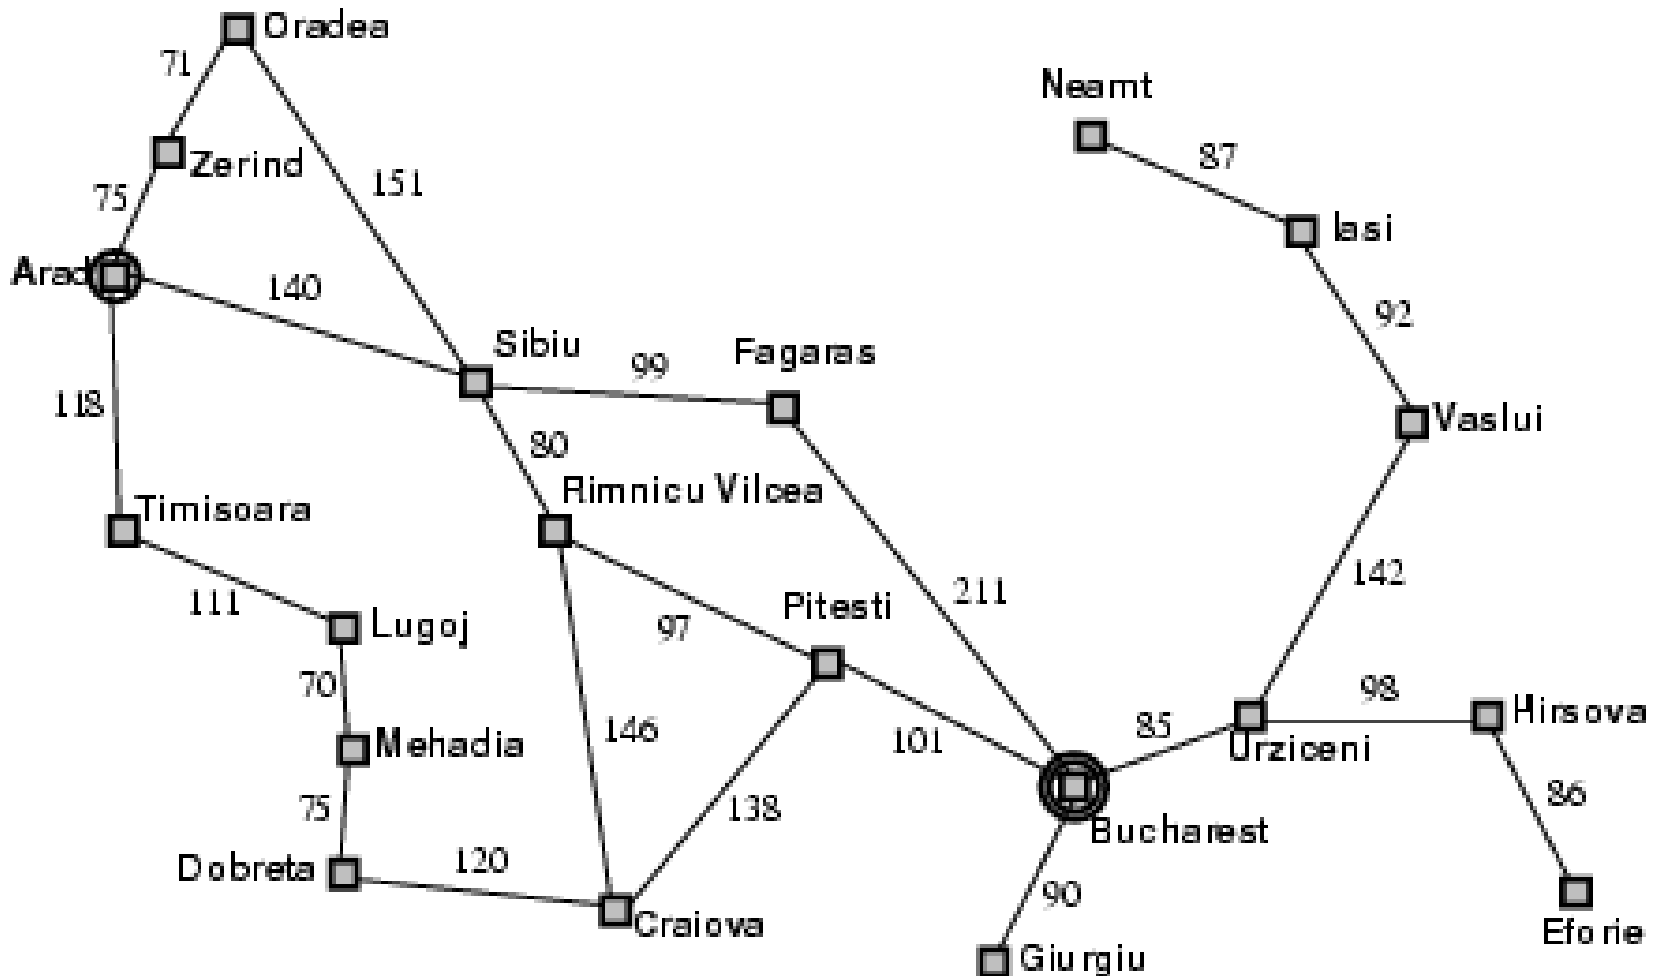 Oradea
71
Neamt
87
Zerind
151
75
Iasi
Arad
140
92
Sibiu
Fagaras
99
118
Vaslui
80
Rimnicu Vilcea
Timisoara
142
211
111
Pitesti
Lugoj
97
70
98
Hirsova
146
101
85
Mehadia
Urziceni
75
138
86
Bucharest
Dobreta
120
90
Craiova
Eforie
Giurgiu